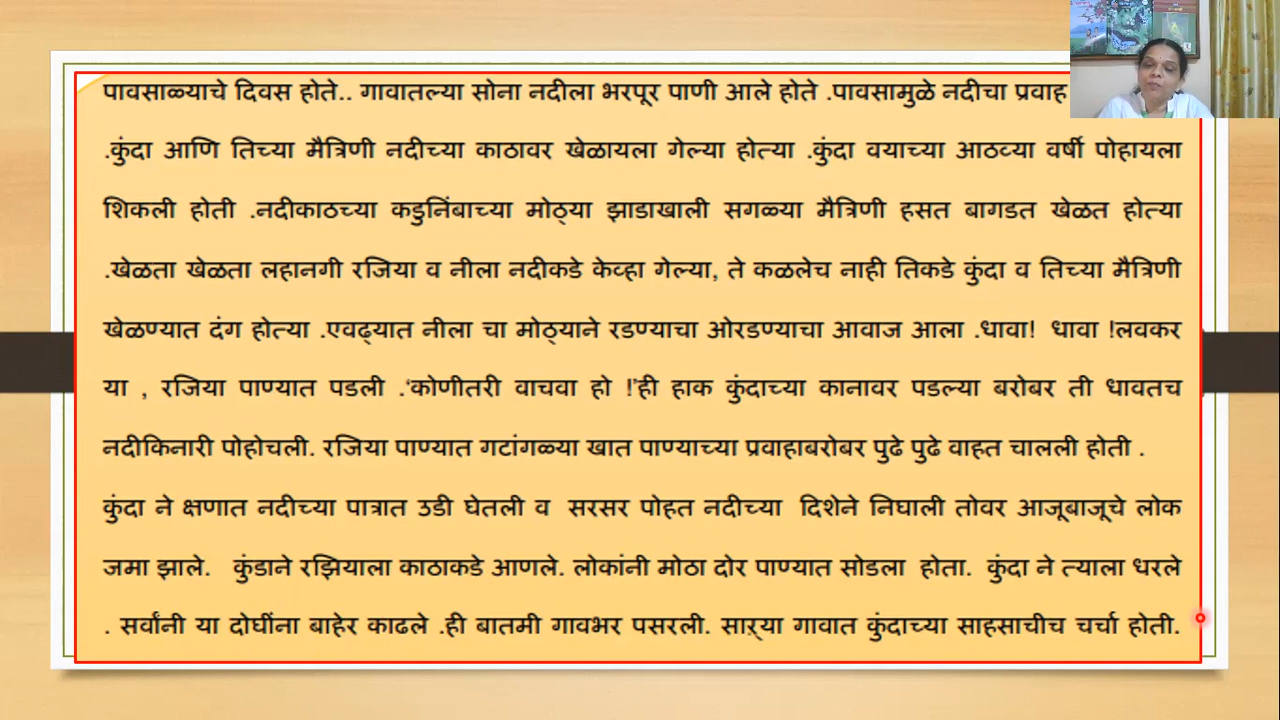 पावसाळ्याचे दिवस होते.. गावातल्या सोना नदीला भरपूर पाणी आले होते .पावसामुळे नदीचा प्रवाह
.कुंदा आणि तिच्या मैत्रिणी नदीच्या काठावर खेळायला गेल्या होत्या .कुंदा वयाच्या आठव्या वर्षी पोहायला
शिकली होती .नदीकाठच्या कडुनिंबाच्या मोठ्या झाडाखाली सगळ्या मैत्रिणी हसत बागडत खेळत होत्या
.खेळता खेळता लहानगी रजिया व नीला नदीकडे केव्हा गेल्या, ते कळलेच नाही तिकडे कुंदा व तिच्या मैत्रिणी
खेळण्यात दंग होत्या .एवढ्यात नीला चा मोठ्याने रडण्याचा ओरडण्याचा आवाज आला .धावा! धावा !लवकर
या , रजिया पाण्यात पडली .'कोणीतरी वाचवा हो !'ही हाक कुंदाच्या कानावर पडल्या बरोबर ती धावतच
नदीकिनारी पोहोचली. रजिया पाण्यात गटांगळ्या खात पाण्याच्या प्रवाहाबरोबर पुढे पुढे वाहत चालली होती .
कुंदा ने क्षणात नदीच्या पात्रात उडी घेतली व सरसर पोहत नदीच्या दिशेने निघाली तोवर आजूबाजूचे लोक
जमा झाले. कुंडाने रझियाला काठाकडे आणले. लोकांनी मोठा दोर पाण्यात सोडला होता. कुंदा ने त्याला धरले
. सर्वांनी या दोघींना बाहेर काढले .ही बातमी गावभर पसरली. साऱ्या गावात कुंदाच्या साहसाचीच चर्चा होती.